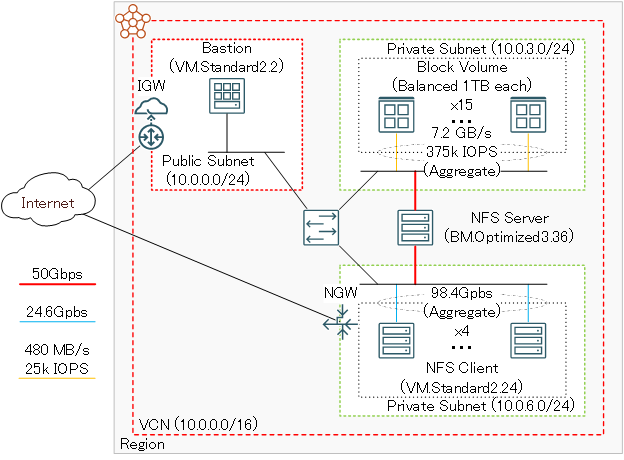 Bastion
(VM.Standard2.2)
IGW
Public Subnet
(10.0.0.0/24)
Private Subnet (10.0.3.0/24)
Block Volume
(Balanced 1TB each)
x15
...
7.2 GB/s
375k IOPS
(Aggregate)
Internet
NFS Server
(BM.Optimized3.36)
50Gbps
24.6Gpbs
480 MB/s
25k IOPS
NGW
98.4Gpbs
(Aggregate)
x4
...
NFS Client
(VM.Standard2.24)
Private Subnet (10.0.6.0/24)
VCN (10.0.0.0/16)
Region